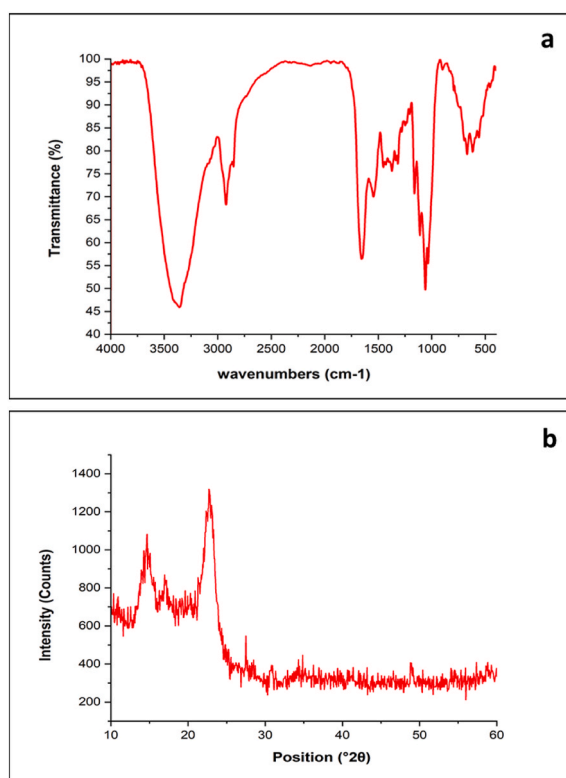 a
100
95
90
85
80
75
70
65
60
55
50
45
40
Transmittance (%)
4000 3500 3000 2500 2000 1500 1000 500
wavenumbers (cm-1)
b
1400
1200
1000
800
600
400
200
Intensity (Counts)
10 20 30 40 50 60
Position (°2θ)